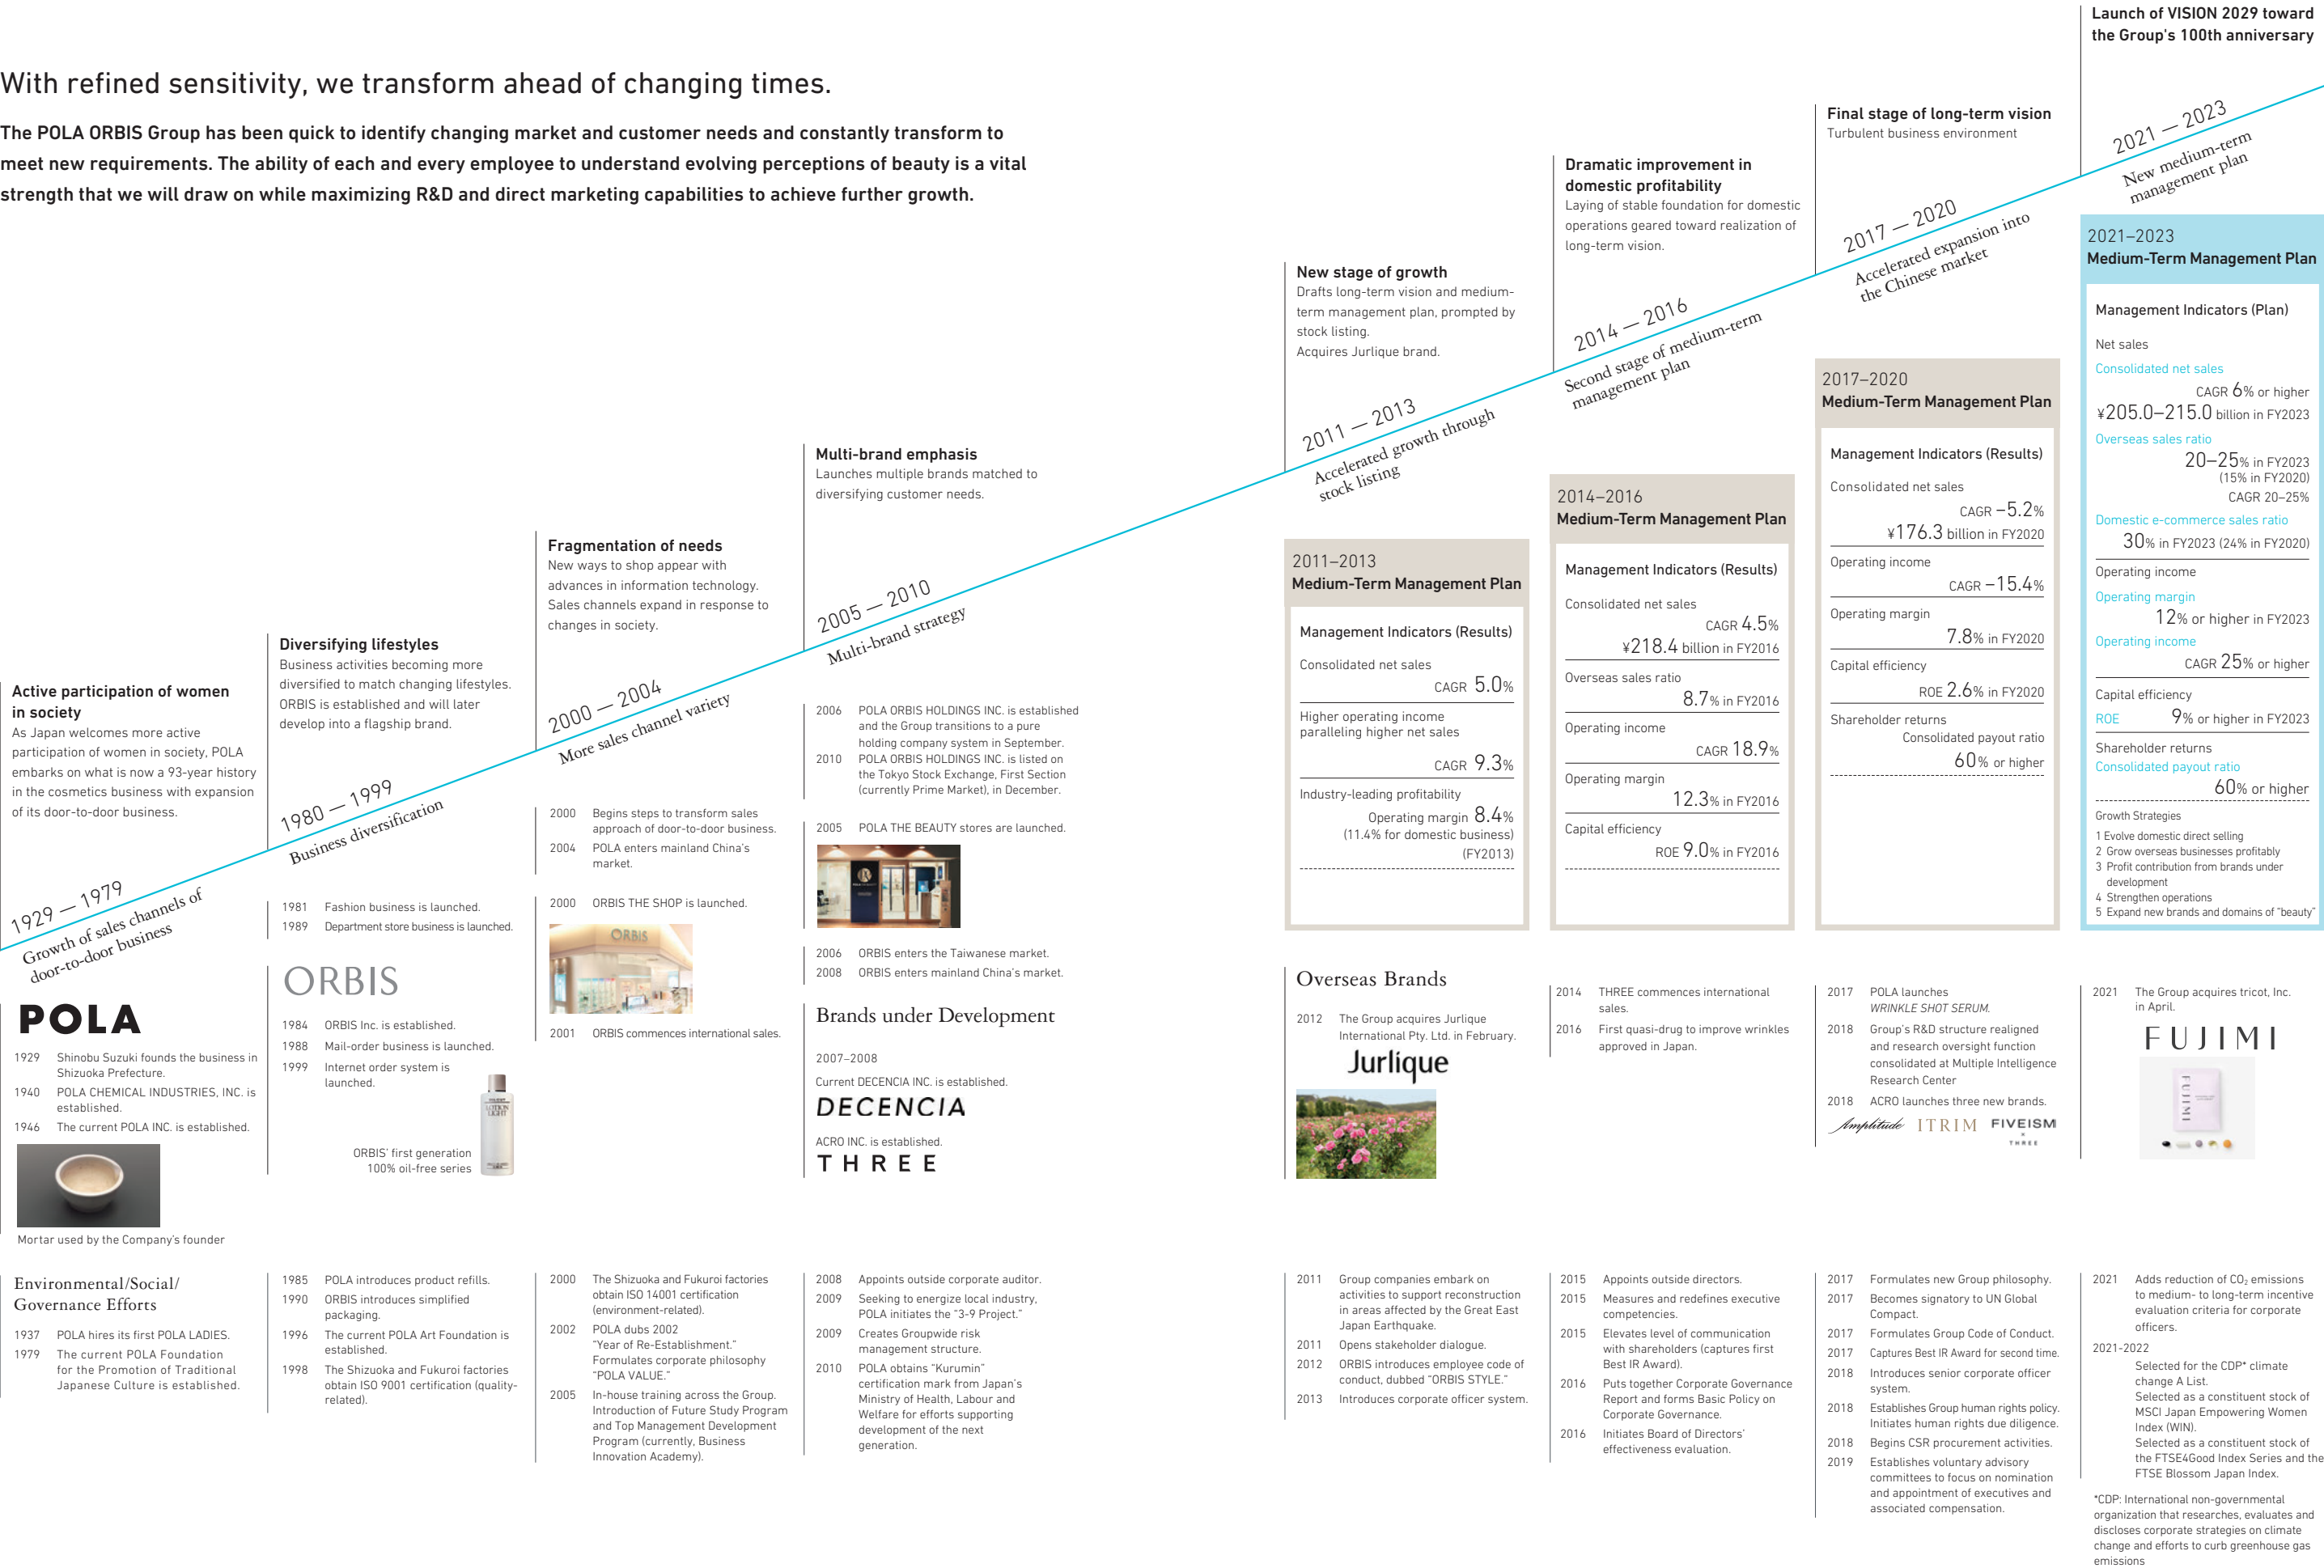 With refined sensitivity, we transform ahead of changing times.
The POLA ORBIS Group has been quick to identify changing market and customer needs and constantly transform to
meet new requirements. The ability of each and every employee to understand evolving perceptions of beauty is a vital
strength that we will draw on while maximizing R&D and direct marketing capabilities to achieve further growth.
Active participation of women
in society
As Japan welcomes more active
participation of women in society, POLA
embarks on what is now a 93-year history
in the cosmetics business with expansion
of its door-to-door business.
1929 — 1979
Growth of sales channels of
door-to-door business
POLA
1929 Shinobu Suzuki founds the business in
Shizuoka Prefecture.
1940 POLA CHEMICAL INDUSTRIES, INC. is
established.
1946 The current POLA INC. is established.
Mortar used by the Company's founder
Environmental/Social/
Governance Efforts
1937 POLA hires its first POLA LADIES.
1979 The current POLA Foundation
for the Promotion of Traditional
Japanese Culture is established.
Diversifying lifestyles
Business activities becoming more
diversified to match changing lifestyles.
ORBIS is established and will later
develop into a flagship brand.
1980 — 1999
Business diversification
1981 Fashion business is launched.
1989 Department store business is launched.
ORBIS
1984 ORBIS Inc. is established.
1988 Mail-order business is launched.
1999 Internet order system is
launched.
LOTION
LIGHT
ORBIS' first generation
100% oil-free series
1985 POLA introduces product refills.
1990 ORBIS introduces simplified
packaging.
1996 The current POLA Art Foundation is
established.
1998 The Shizuoka and Fukuroi factories
obtain ISO 9001 certification (quality-
related).
Fragmentation of needs
New ways to shop appear with
advances in information technology.
Sales channels expand in response to
changes in society.
2000 — 2004
More sales channel variety
2000 Begins steps to transform sales
approach of door-to-door business.
2004 POLA enters mainland China's
market.
2000 ORBIS THE SHOP is launched.
ORBIS
2001 ORBIS commences international sales.
2000 The Shizuoka and Fukuroi factories
obtain ISO 14001 certification
(environment-related).
2002 POLA dubs 2002
"Year of Re-Establishment."
Formulates corporate philosophy
"POLA VALUE."
2005 In-house training across the Group.
Introduction of Future Study Program
and Top Management Development
Program (currently, Business
Innovation Academy).
Multi-brand emphasis
Launches multiple brands matched to
diversifying customer needs.
2005 — 2010
Multi-brand strategy
2006 POLA ORBIS HOLDINGS INC. is established
and the Group transitions to a pure
holding company system in September.
2010 POLA ORBIS HOLDINGS INC. is listed on
the Tokyo Stock Exchange, First Section
(currently Prime Market), in December.
2005 POLA THE BEAUTY stores are launched.
2006 ORBIS enters the Taiwanese market.
2008 ORBIS enters mainland China's market.
Brands under Development
2007–2008
Current DECENCIA INC. is established.
DECENCIA
ACRO INC. is established.
THREE
2008 Appoints outside corporate auditor.
2009 Seeking to energize local industry,
POLA initiates the "3-9 Project."
2009 Creates Groupwide risk
management structure.
2010 POLA obtains "Kurumin"
certification mark from Japan's
Ministry of Health, Labour and
Welfare for efforts supporting
development of the next
generation.
New stage of growth
Drafts long-term vision and medium-
term management plan, prompted by
stock listing.
Acquires Jurlique brand.
2011 — 2013
Accelerated growth through
stock listing
2011–2013
Medium-Term Management Plan
Management Indicators (Results)
Consolidated net sales
CAGR 5.0%
Higher operating income
paralleling higher net sales
CAGR 9.3%
Industry-leading profitability
Operating margin 8.4%
(11.4% for domestic business)
(FY2013)
Overseas Brands
2012 The Group acquires Jurlique
International Pty. Ltd. in February.
Jurlique
2011 Group companies embark on
activities to support reconstruction
in areas affected by the Great East
Japan Earthquake.
2011 Opens stakeholder dialogue.
2012 ORBIS introduces employee code of
conduct, dubbed "ORBIS STYLE."
2013 Introduces corporate officer system.
Dramatic improvement in
domestic profitability
Laying of stable foundation for domestic
operations geared toward realization of
long-term vision.
2014 — 2016
Second stage of medium-term
management plan
2014–2016
Medium-Term Management Plan
Management Indicators (Results)
Consolidated net sales
CAGR 4.5%
¥218.4 billion in FY2016
Overseas sales ratio
8.7% in FY2016
Operating income
CAGR 18.9%
Operating margin
12.3% in FY2016
Capital efficiency
ROE 9.0% in FY2016
2014 THREE commences international
sales.
2016 First quasi-drug to improve wrinkles
approved in Japan.
2015 Appoints outside directors.
2015 Measures and redefines executive
competencies.
2015 Elevates level of communication
with shareholders (captures first
Best IR Award).
2016 Puts together Corporate Governance
Report and forms Basic Policy on
Corporate Governance.
2016 Initiates Board of Directors'
effectiveness evaluation.
Final stage of long-term vision
Turbulent business environment
2017 — 2020
Accelerated expansion into
the Chinese market
2017–2020
Medium-Term Management Plan
Management Indicators (Results)
Consolidated net sales
CAGR −5.2%
¥176.3 billion in FY2020
Operating income
CAGR −15.4%
Operating margin
7.8% in FY2020
Capital efficiency
ROE 2.6% in FY2020
Shareholder returns
Consolidated payout ratio
60% or higher
2017 POLA launches
WRINKLE SHOT SERUM.
2018 Group's R&D structure realigned
and research oversight function
consolidated at Multiple Intelligence
Research Center
2018 ACRO launches three new brands.
Amplitude ITRIM FIVEISM
×
THREE
2017 Formulates new Group philosophy.
2017 Becomes signatory to UN Global
Compact.
2017 Formulates Group Code of Conduct.
2017 Captures Best IR Award for second time.
2018 Introduces senior corporate officer
system.
2018 Establishes Group human rights policy.
Initiates human rights due diligence.
2018 Begins CSR procurement activities.
2019 Establishes voluntary advisory
committees to focus on nomination
and appointment of executives and
associated compensation.
Launch of VISION 2029 toward
the Group's 100th anniversary
2021 — 2023
New medium-term
management plan
2021–2023
Medium-Term Management Plan
Management Indicators (Plan)
Net sales
Consolidated net sales
CAGR 6% or higher
¥205.0–215.0 billion in FY2023
Overseas sales ratio
20–25% in FY2023
(15% in FY2020)
CAGR 20–25%
Domestic e-commerce sales ratio
30% in FY2023 (24% in FY2020)
Operating income
Operating margin
12% or higher in FY2023
Operating income
CAGR 25% or higher
Capital efficiency
ROE 9% or higher in FY2023
Shareholder returns
Consolidated payout ratio
60% or higher
Growth Strategies
1 Evolve domestic direct selling
2 Grow overseas businesses profitably
3 Profit contribution from brands under
development
4 Strengthen operations
5 Expand new brands and domains of "beauty"
2021 The Group acquires tricot, Inc.
in April.
FUJIMI
FUJIMI
2021 Adds reduction of CO2 emissions
to medium- to long-term incentive
evaluation criteria for corporate
officers.
2021-2022
Selected for the CDP* climate
change A List.
Selected as a constituent stock of
MSCI Japan Empowering Women
Index (WIN).
Selected as a constituent stock of
the FTSE4Good Index Series and the
FTSE Blossom Japan Index.
*CDP: International non-governmental
organization that researches, evaluates and
discloses corporate strategies on climate
change and efforts to curb greenhouse gas
emissions